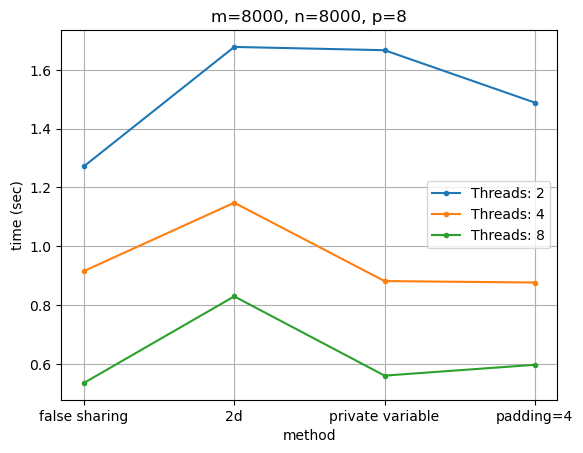 m=8000, n=8000, p=8
time (sec)
1.6
1.4
1.2
1.0
0.8
0.6
Threads: 2
Threads: 4
Threads: 8
false sharing 2d private variable padding=4
method